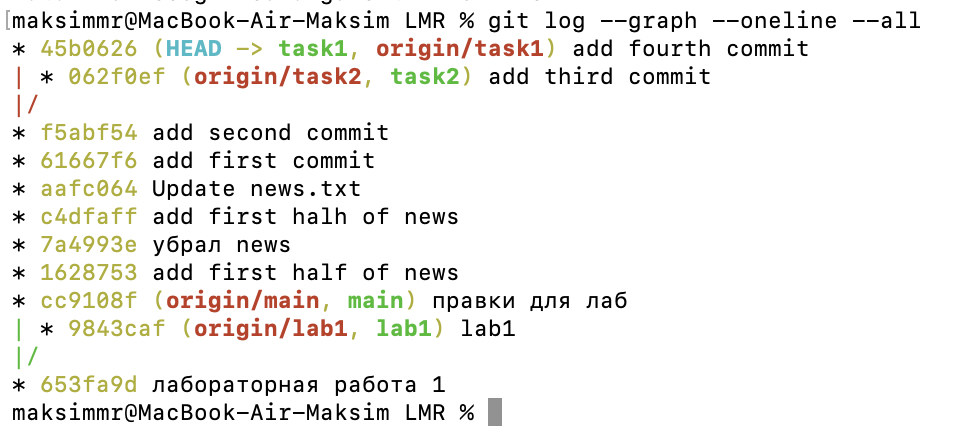 maksimmr@MacBook-Air-Maksim LMR % git log --graph --oneline --all
* 45b0626 (HEAD -> task1, origin/task1) add fourth commit
| * 062f0ef (origin/task2, task2) add third commit
|/
* f5abf54 add second commit
* 61667f6 add first commit
* aafc064 Update news.txt
* c4dfaff add first halh of news
* 7a4993e убрал news
* 1628753 add first half of news
* cc9108f (origin/main, main) правки для лаб
| * 9843caf (origin/lab1, lab1) lab1
|/
* 653fa9d лабораторная работа 1
maksimmr@MacBook-Air-Maksim LMR %